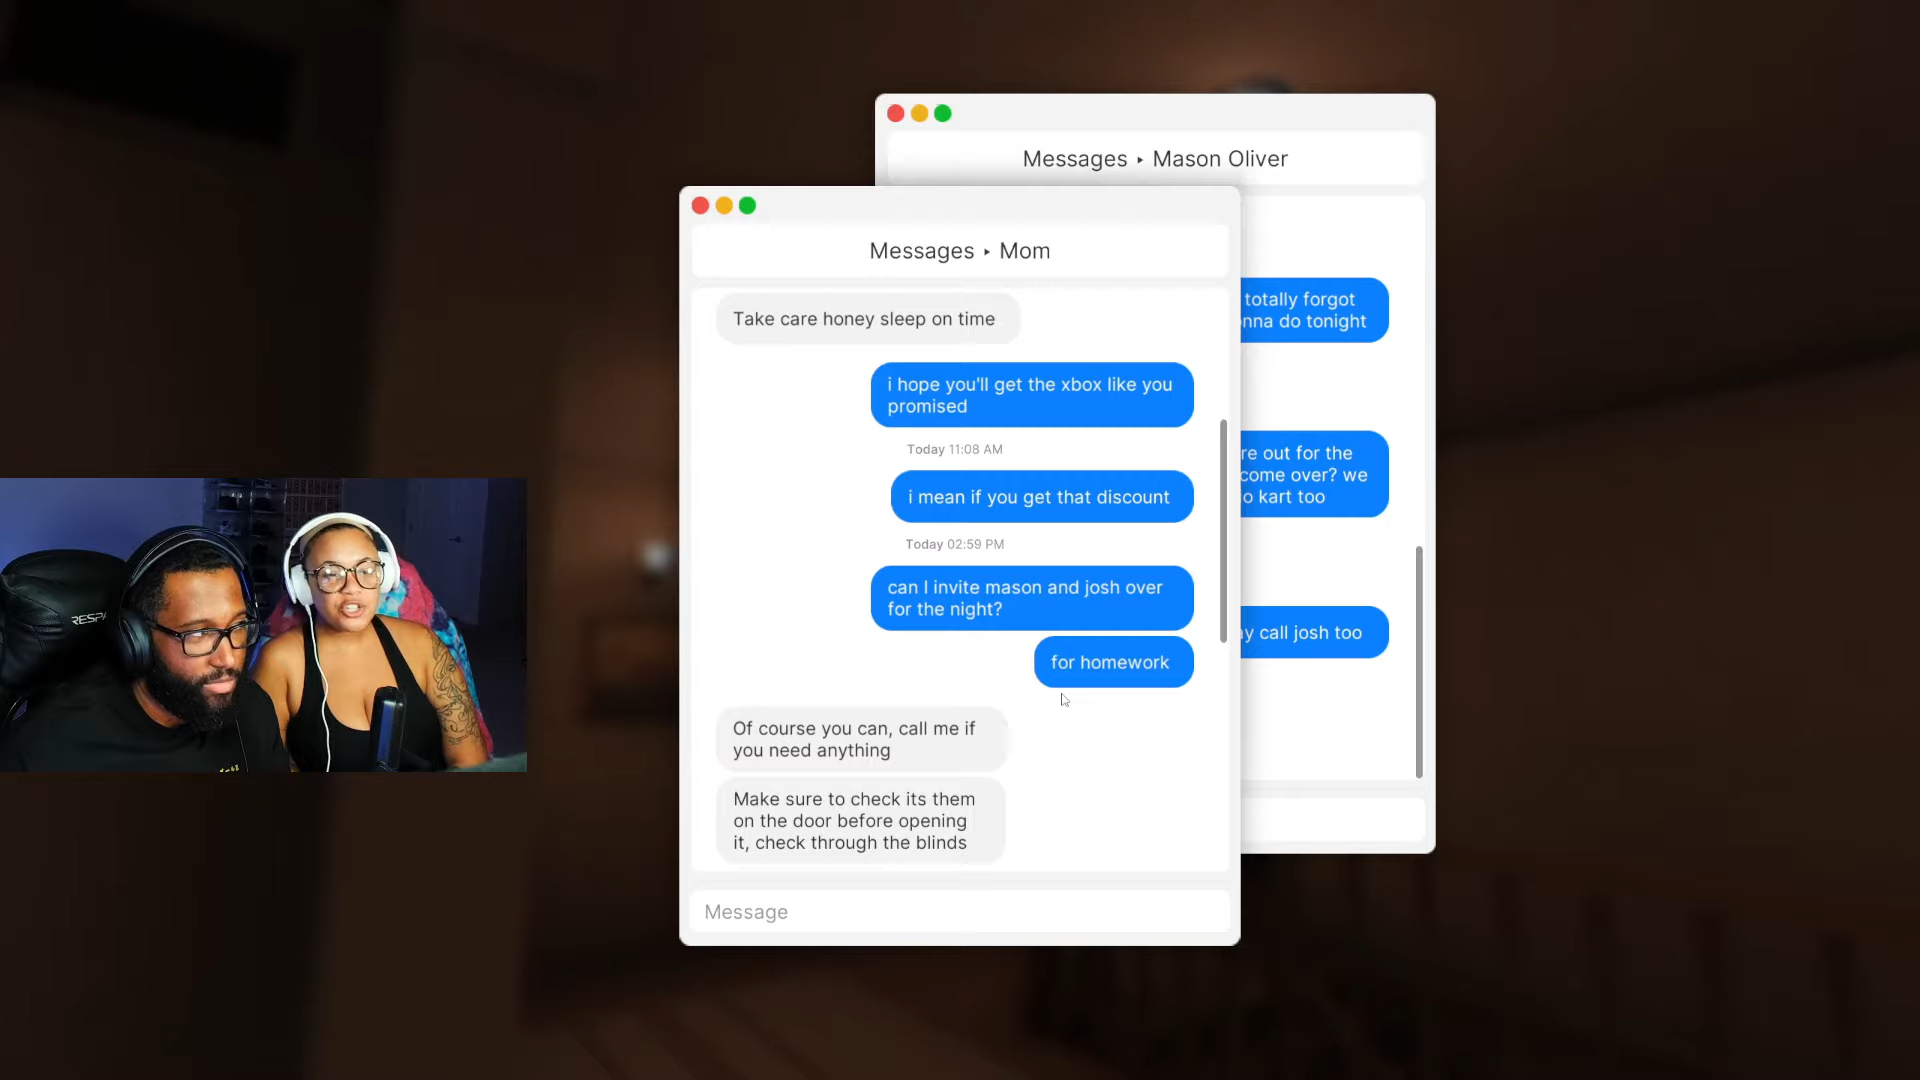 Messages ▸ Mason Oliver
totally forgot
nna do tonight
re out for the
come over? we
o kart too
y call josh too
Messages ▸ Mom
Take care honey sleep on time
i hope you'll get the xbox like you
promised
Today 11:08 AM
i mean if you get that discount
Today 02:59 PM
can I invite mason and josh over
for the night?
for homework
Of course you can, call me if
you need anything
Make sure to check its them
on the door before opening
it, check through the blinds
Message
RESPA